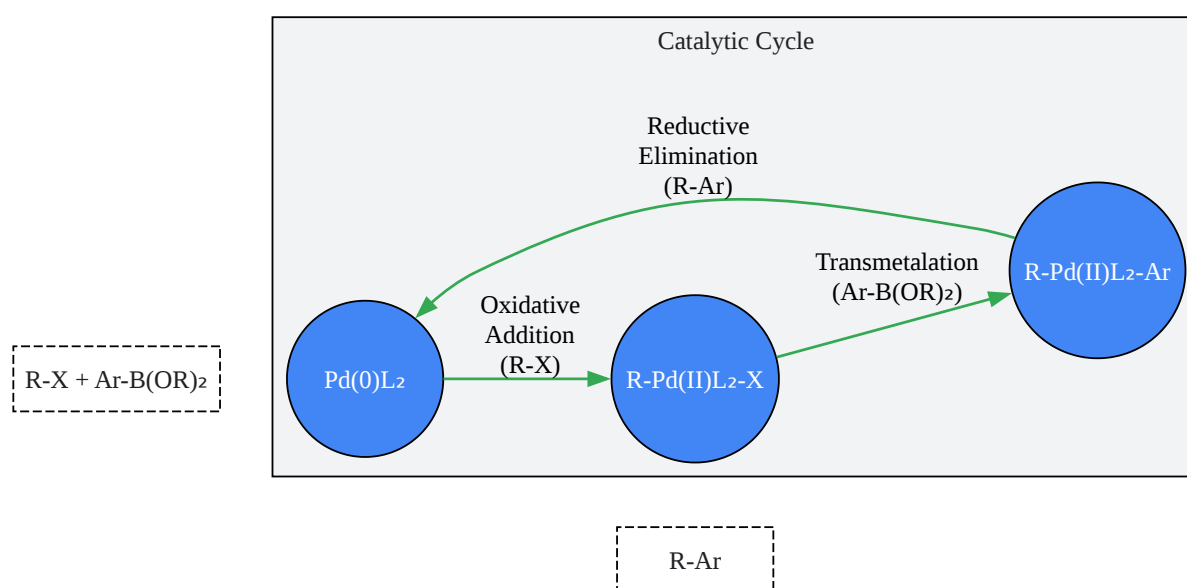 Catalytic Cycle
Reductive
Elimination
(R-Ar)
Transmetalation
(Ar-B(OR)₂)
R-Pd(II)L₂-Ar
Oxidative
Addition
(R-X)
R-X + Ar-B(OR)₂
Pd(0)L₂
R-Pd(II)L₂-X
R-Ar